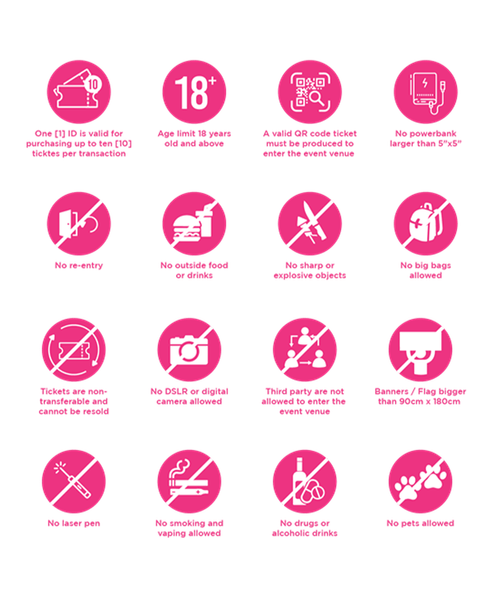 10
18+
One [1] ID is valid for
purchasing up to ten [10]
ticktes per transaction
Age limit 18 years
old and above
A valid QR code ticket
must be produced to
enter the event venue
No powerbank
larger than 5"x5"
No re-entry
No outside food
or drinks
No sharp or
explosive objects
No big bags
allowed
Tickets are non-
transferable and
cannot be resold
No DSLR or digital
camera allowed
Third party are not
allowed to enter the
event venue
Banners / Flag bigger
than 90cm x 180cm
No laser pen
No smoking and
vaping allowed
No drugs or
alcoholic drinks
No pets allowed